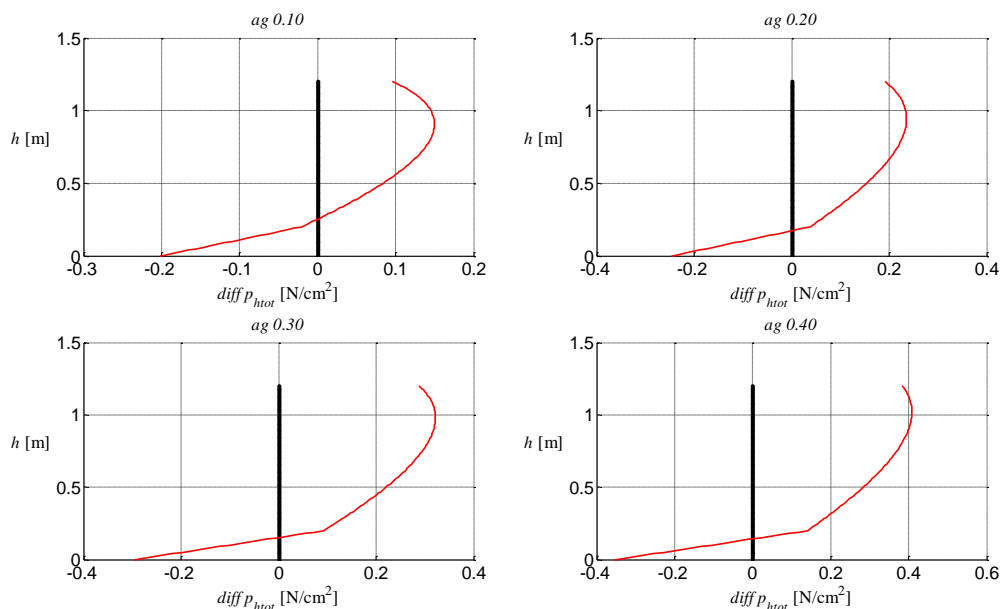 ag 0.10
1.5
1
h [m]
0.5
0
-0.3 -0.2 -0.1 0 0.1 0.2
diff p_htot [N/cm²]
ag 0.20
1.5
1
h [m]
0.5
0
-0.4 -0.2 0 0.2 0.4
diff p_htot [N/cm²]
ag 0.30
1.5
1
h [m]
0.5
0
-0.4 -0.2 0 0.2 0.4
diff p_htot [N/cm²]
ag 0.40
1.5
1
h [m]
0.5
0
-0.4 -0.2 0 0.2 0.4 0.6
diff p_htot [N/cm²]